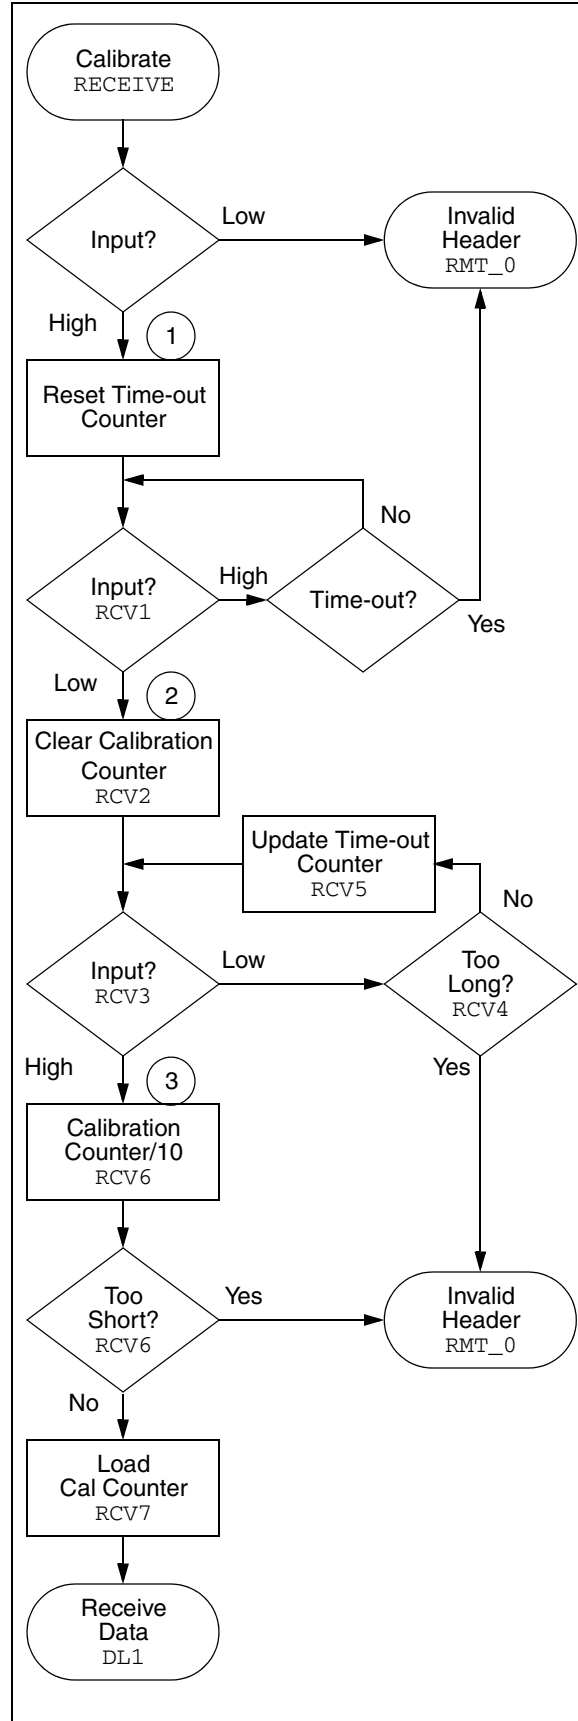 Calibrate
RECEIVE
Input?
Low
Invalid
Header
RMT_0
High
1
Reset Time-out
Counter
No
Input?
RCV1
High
Time-out?
Yes
Low
2
Clear Calibration
Counter
RCV2
Update Time-out
Counter
RCV5
No
Input?
RCV3
Low
Too
Long?
RCV4
High
3
Yes
Calibration
Counter/10
RCV6
Too
Short?
RCV6
Yes
Invalid
Header
RMT_0
No
Load
Cal Counter
RCV7
Receive
Data
DL1